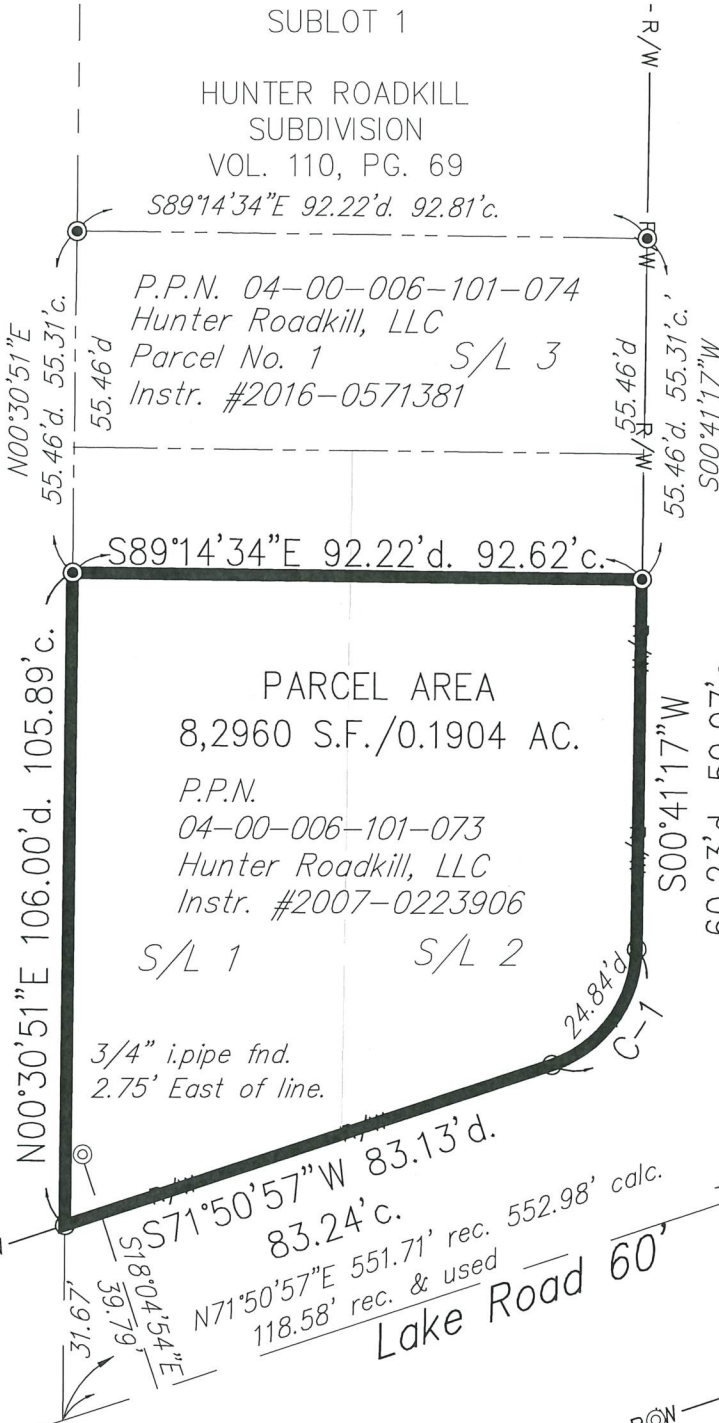 SUBLOT 1
R/W
HUNTER ROADKILL
SUBDIVISION
VOL. 110, PG. 69
S89°14'34"E 92.22'd. 92.81'c.
R/W
P.P.N. 04-00-006-101-074
Hunter Roadkill, LLC
Parcel No. 1
S/L 3
Instr. #2016-0571381
N00°30'51"E
55.46'd. 55.31'c.
55.46'd
55.46'd
R/W
55.46'd. 55.31'c.'
S00°41'17"W
S89°14'34"E 92.22'd. 92.62'c.
R/W
PARCEL AREA
8,2960 S.F./0.1904 AC.
P.P.N.
04-00-006-101-073
Hunter Roadkill, LLC
Instr. #2007-0223906
S/L 1
S/L 2
N00°30'51"E 106.00'd. 105.89'c.
S00°41'17"W
R/W
24.84'd
C-1
3/4" i.pipe fnd.
2.75' East of line.
R/W
R/W
S71°50'57"W 83.13'd.
83.24'c.
N71°50'57"E 551.71' rec. 552.98' calc.
118.58' rec. & used
Lake Road 60'
S18°04'54"E
39.79'
31.67'